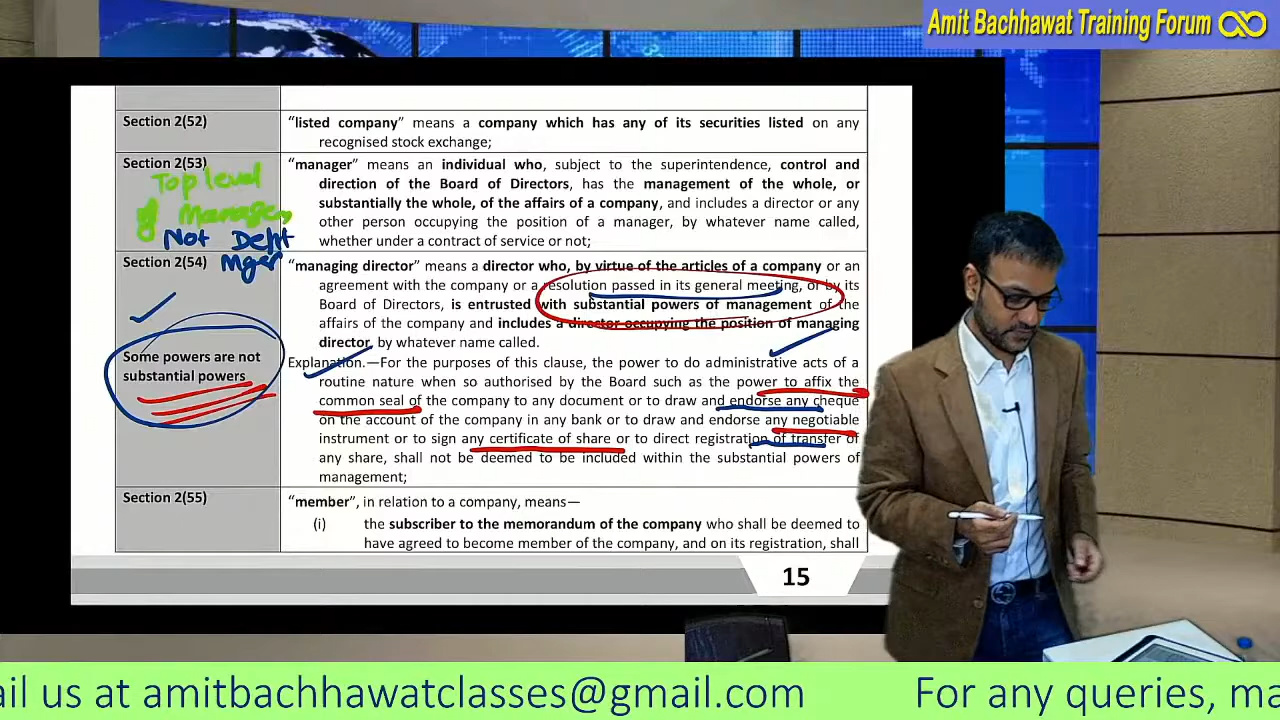 Amit Bachhawat Training Forum
Section 2(52)
“listed company” means a company which has any of its securities listed on any
recognised stock exchange;
Section 2(53)
Top level
of Manager
Not Deptt
Mger
“manager” means an individual who, subject to the superintendence, control and
direction of the Board of Directors, has the management of the whole, or
substantially the whole, of the affairs of a company, and includes a director or any
other person occupying the position of a manager, by whatever name called,
whether under a contract of service or not;
Section 2(54)
Some powers are not
substantial powers
“managing director” means a director who, by virtue of the articles of a company or an
agreement with the company or a resolution passed in its general meeting, or by its
Board of Directors, is entrusted with substantial powers of management of the
affairs of the company and includes a director occupying the position of managing
director, by whatever name called.
Explanation.—For the purposes of this clause, the power to do administrative acts of a
routine nature when so authorised by the Board such as the power to affix the
common seal of the company to any document or to draw and endorse any cheque
on the account of the company in any bank or to draw and endorse any negotiable
instrument or to sign any certificate of share or to direct registration of transfer of
any share, shall not be deemed to be included within the substantial powers of
management;
Section 2(55)
“member”, in relation to a company, means—
(i) the subscriber to the memorandum of the company who shall be deemed to
have agreed to become member of the company, and on its registration, shall
15
ail us at amitbachhawatclasses@gmail.com For any queries, ma